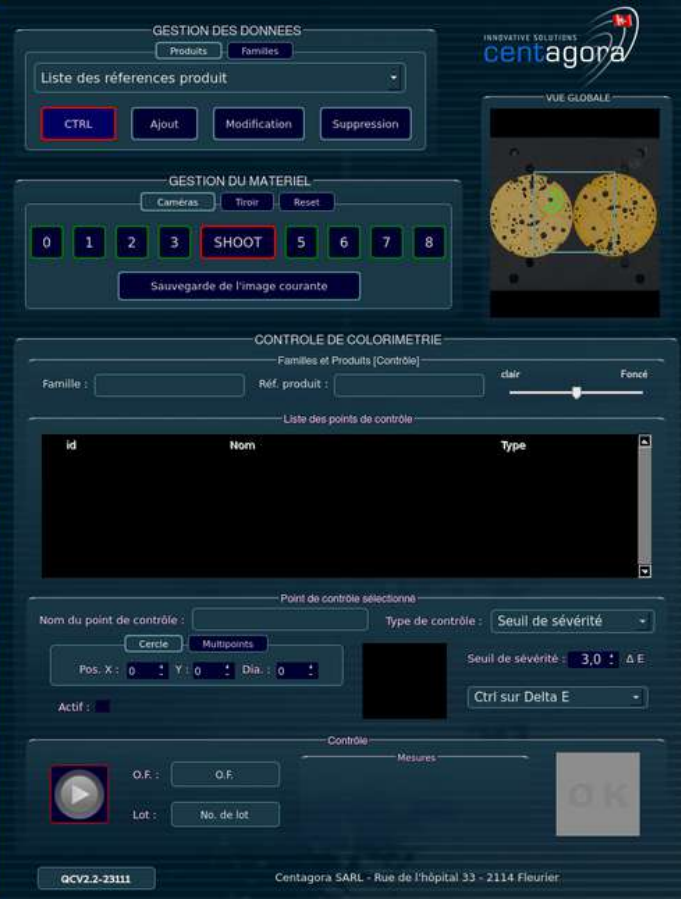 GESTION DES DONNEES
Produits Familles
Liste des réferences produit
CTRL Ajout Modification Suppression
INNOVATIVE SOLUTIONS
centagora
VUE GLOBALE
GESTION DU MATERIEL
Caméras Tiroir Reset
0 1 2 3 SHOOT 5 6 7 8
Sauvegarde de l'image courante
CONTROLE DE COLORIMETRIE
Familles et Produits [Contrôle]
Famille : Réf. produit : clair Foncé
Liste des points de contrôle
id Nom Type
Point de contrôle sélectionné
Nom du point de contrôle : Type de contrôle : Seuil de sévérité
Cercle Multipoints
Pos. X : 0 Y : 0 Dia. : 0
Seuil de sévérité : 3,0 Δ E
Ctrl sur Delta E
Actif :
Contrôle
Mesures
O.F. : O.F.
OK
Lot : No. de lot
QCV2.2-23111 Centagora SARL - Rue de l'hôpital 33 - 2114 Fleurier